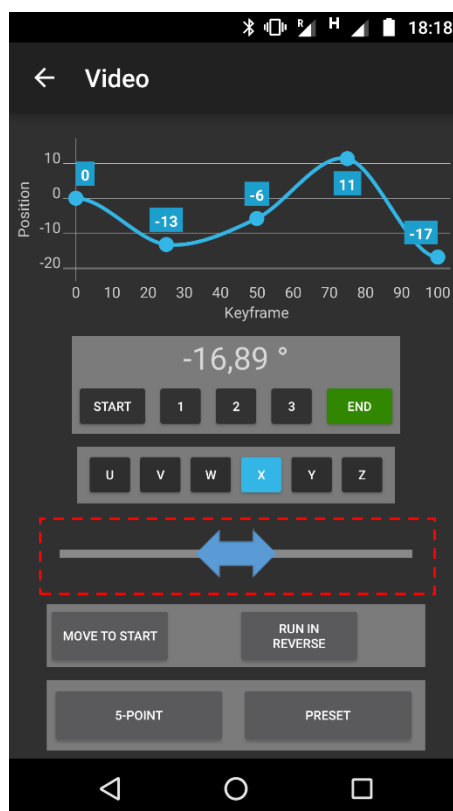 R H 18:18
Video
10
0
-10
-20
Position
0
-13
-6
11
-17
0 10 20 30 40 50 60 70 80 90 100
Keyframe
-16,89 °
START 1 2 3 END
U V W X Y Z
MOVE TO START
RUN IN
REVERSE
5-POINT PRESET